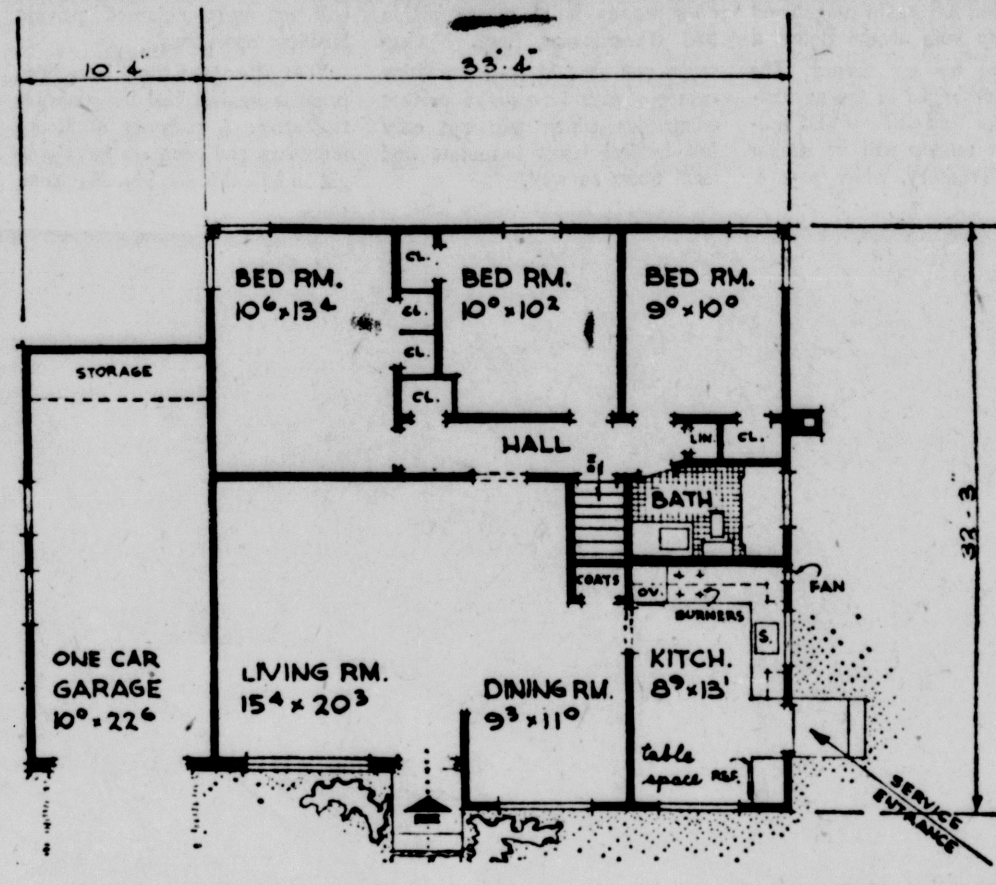 10-4
33-4
BED RM.
10⁶ x 13⁴
CL.
CL.
CL.
CL.
BED RM.
10⁰ x 10²
BED RM.
9⁰ x 10⁰
STORAGE
HALL
LIN.
CL.
BATH
COATS
OV.
BURNERS
FAN
S.
32-3"
ONE CAR
GARAGE
10⁰ x 22⁶
LIVING RM.
15⁴ x 20³
DINING RM.
9³ x 11⁰
KITCH.
8⁹ x 13¹
table
space
REF.
SERVICE
ENTRANCE